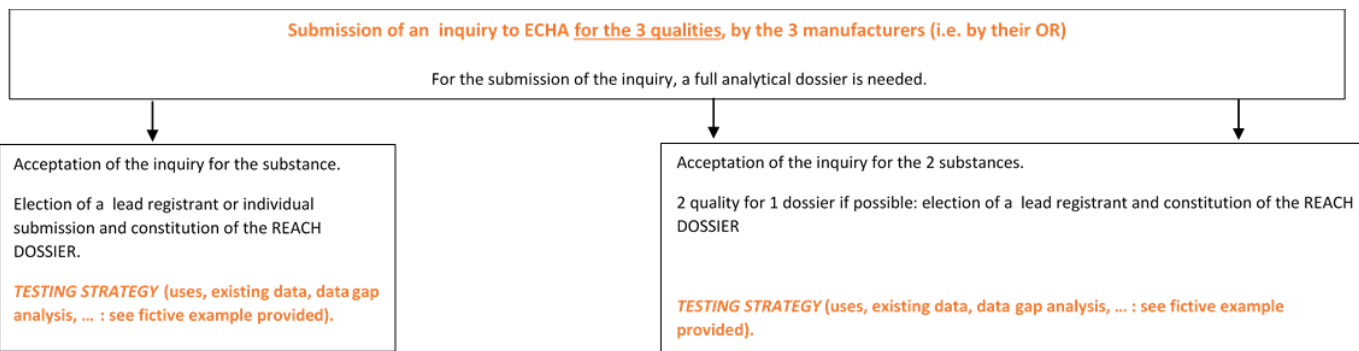 Submission of an inquiry to ECHA for the 3 qualities, by the 3 manufacturers (i.e. by their OR)
For the submission of the inquiry, a full analytical dossier is needed.
Acceptation of the inquiry for the substance.
Election of a lead registrant or individual
submission and constitution of the REACH
DOSSIER.
TESTING STRATEGY (uses, existing data, data gap
analysis, … : see fictive example provided).
Acceptation of the inquiry for the 2 substances.
2 quality for 1 dossier if possible: election of a lead registrant and constitution of the REACH
DOSSIER
TESTING STRATEGY (uses, existing data, data gap analysis, … : see fictive example
provided).